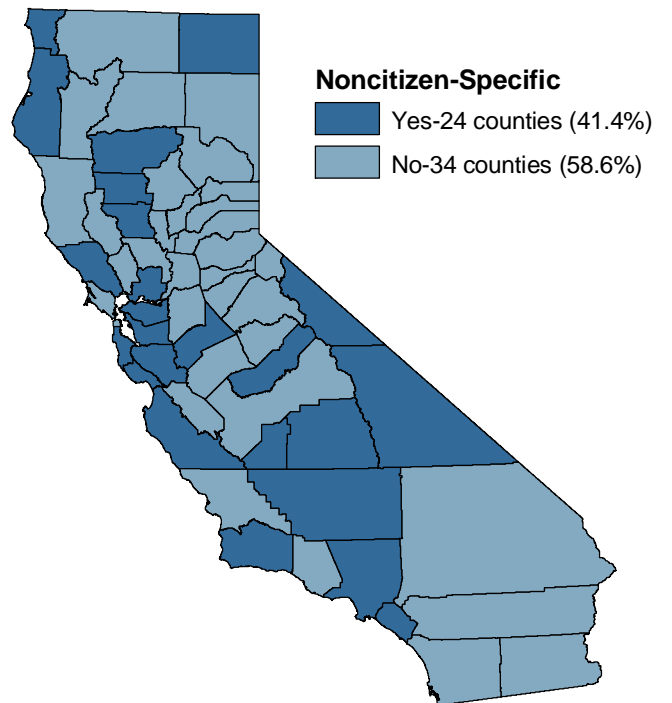 Noncitizen-Specific
Yes-24 counties (41.4%)
No-34 counties (58.6%)